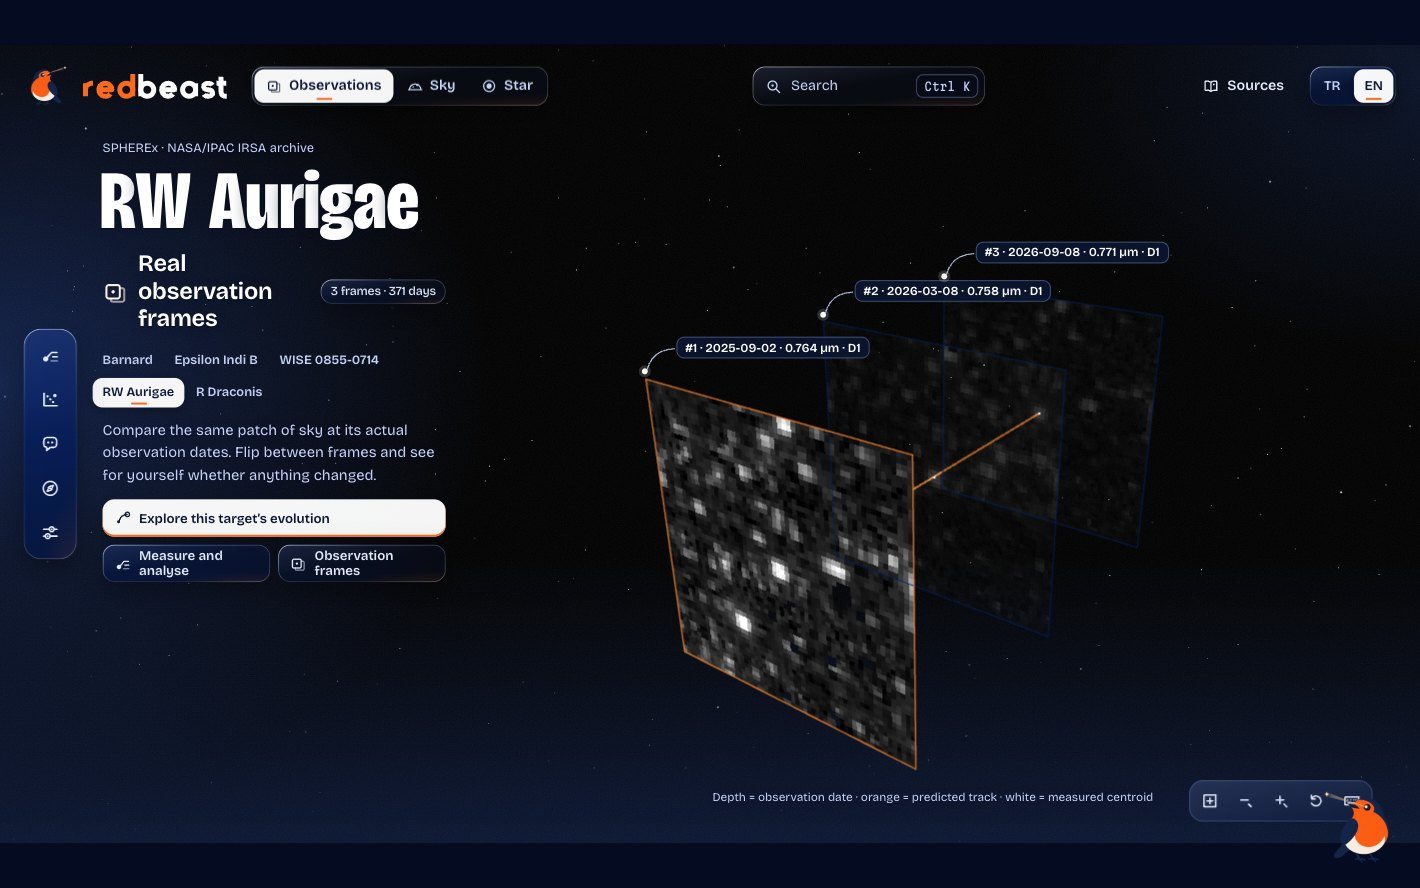 redbeast
Observations
Sky
Star
Search
Ctrl K
Sources
TR
EN
SPHEREx · NASA/IPAC IRSA archive
RW Aurigae
Real
observation
frames
3 frames · 371 days
Barnard
Epsilon Indi B
WISE 0855-0714
RW Aurigae
R Draconis
Compare the same patch of sky at its actual
observation dates. Flip between frames and see
for yourself whether anything changed.
Explore this target's evolution
Measure and
analyse
Observation
frames
#3 · 2026-09-08 · 0.771 µm · D1
#2 · 2026-03-08 · 0.758 µm · D1
#1 · 2025-09-02 · 0.764 µm · D1
Depth = observation date · orange = predicted track · white = measured centroid